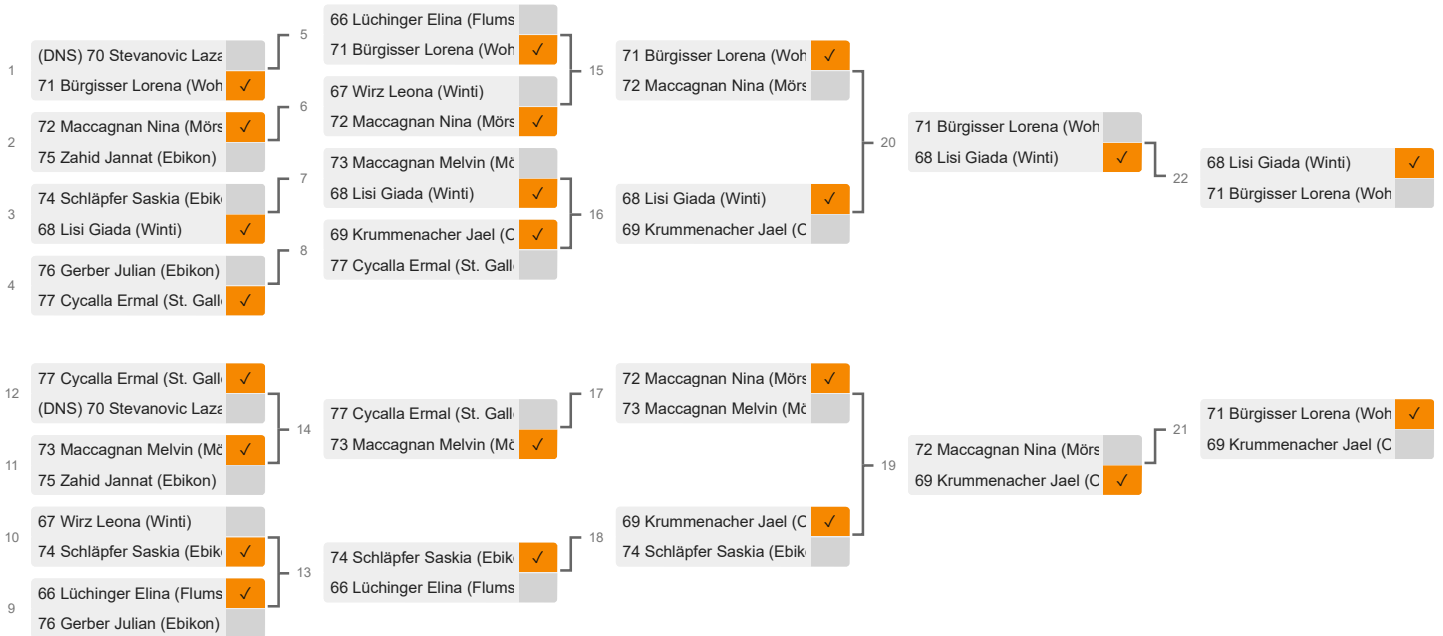 1
(DNS) 70 Stevanovic Laza
71 Bürgisser Lorena (Woh
✓
2
72 Maccagnan Nina (Mörs
✓
75 Zahid Jannat (Ebikon)
3
74 Schläpfer Saskia (Ebik
68 Lisi Giada (Winti)
✓
4
76 Gerber Julian (Ebikon)
77 Cycalla Ermal (St. Gall
✓
5
66 Lüchinger Elina (Flums
71 Bürgisser Lorena (Woh
✓
6
67 Wirz Leona (Winti)
72 Maccagnan Nina (Mörs
✓
7
73 Maccagnan Melvin (Mö
68 Lisi Giada (Winti)
✓
8
69 Krummenacher Jael (C
✓
77 Cycalla Ermal (St. Gall
15
71 Bürgisser Lorena (Woh
✓
72 Maccagnan Nina (Mörs
16
68 Lisi Giada (Winti)
✓
69 Krummenacher Jael (C
20
71 Bürgisser Lorena (Woh
68 Lisi Giada (Winti)
✓
22
68 Lisi Giada (Winti)
✓
71 Bürgisser Lorena (Woh
12
77 Cycalla Ermal (St. Gall
✓
(DNS) 70 Stevanovic Laza
11
73 Maccagnan Melvin (Mö
✓
75 Zahid Jannat (Ebikon)
10
67 Wirz Leona (Winti)
74 Schläpfer Saskia (Ebik
✓
9
66 Lüchinger Elina (Flums
✓
76 Gerber Julian (Ebikon)
14
77 Cycalla Ermal (St. Gall
73 Maccagnan Melvin (Mö
✓
13
74 Schläpfer Saskia (Ebik
✓
66 Lüchinger Elina (Flums
17
72 Maccagnan Nina (Mörs
✓
73 Maccagnan Melvin (Mö
18
69 Krummenacher Jael (C
✓
74 Schläpfer Saskia (Ebik
19
72 Maccagnan Nina (Mörs
69 Krummenacher Jael (C
✓
21
71 Bürgisser Lorena (Woh
✓
69 Krummenacher Jael (C